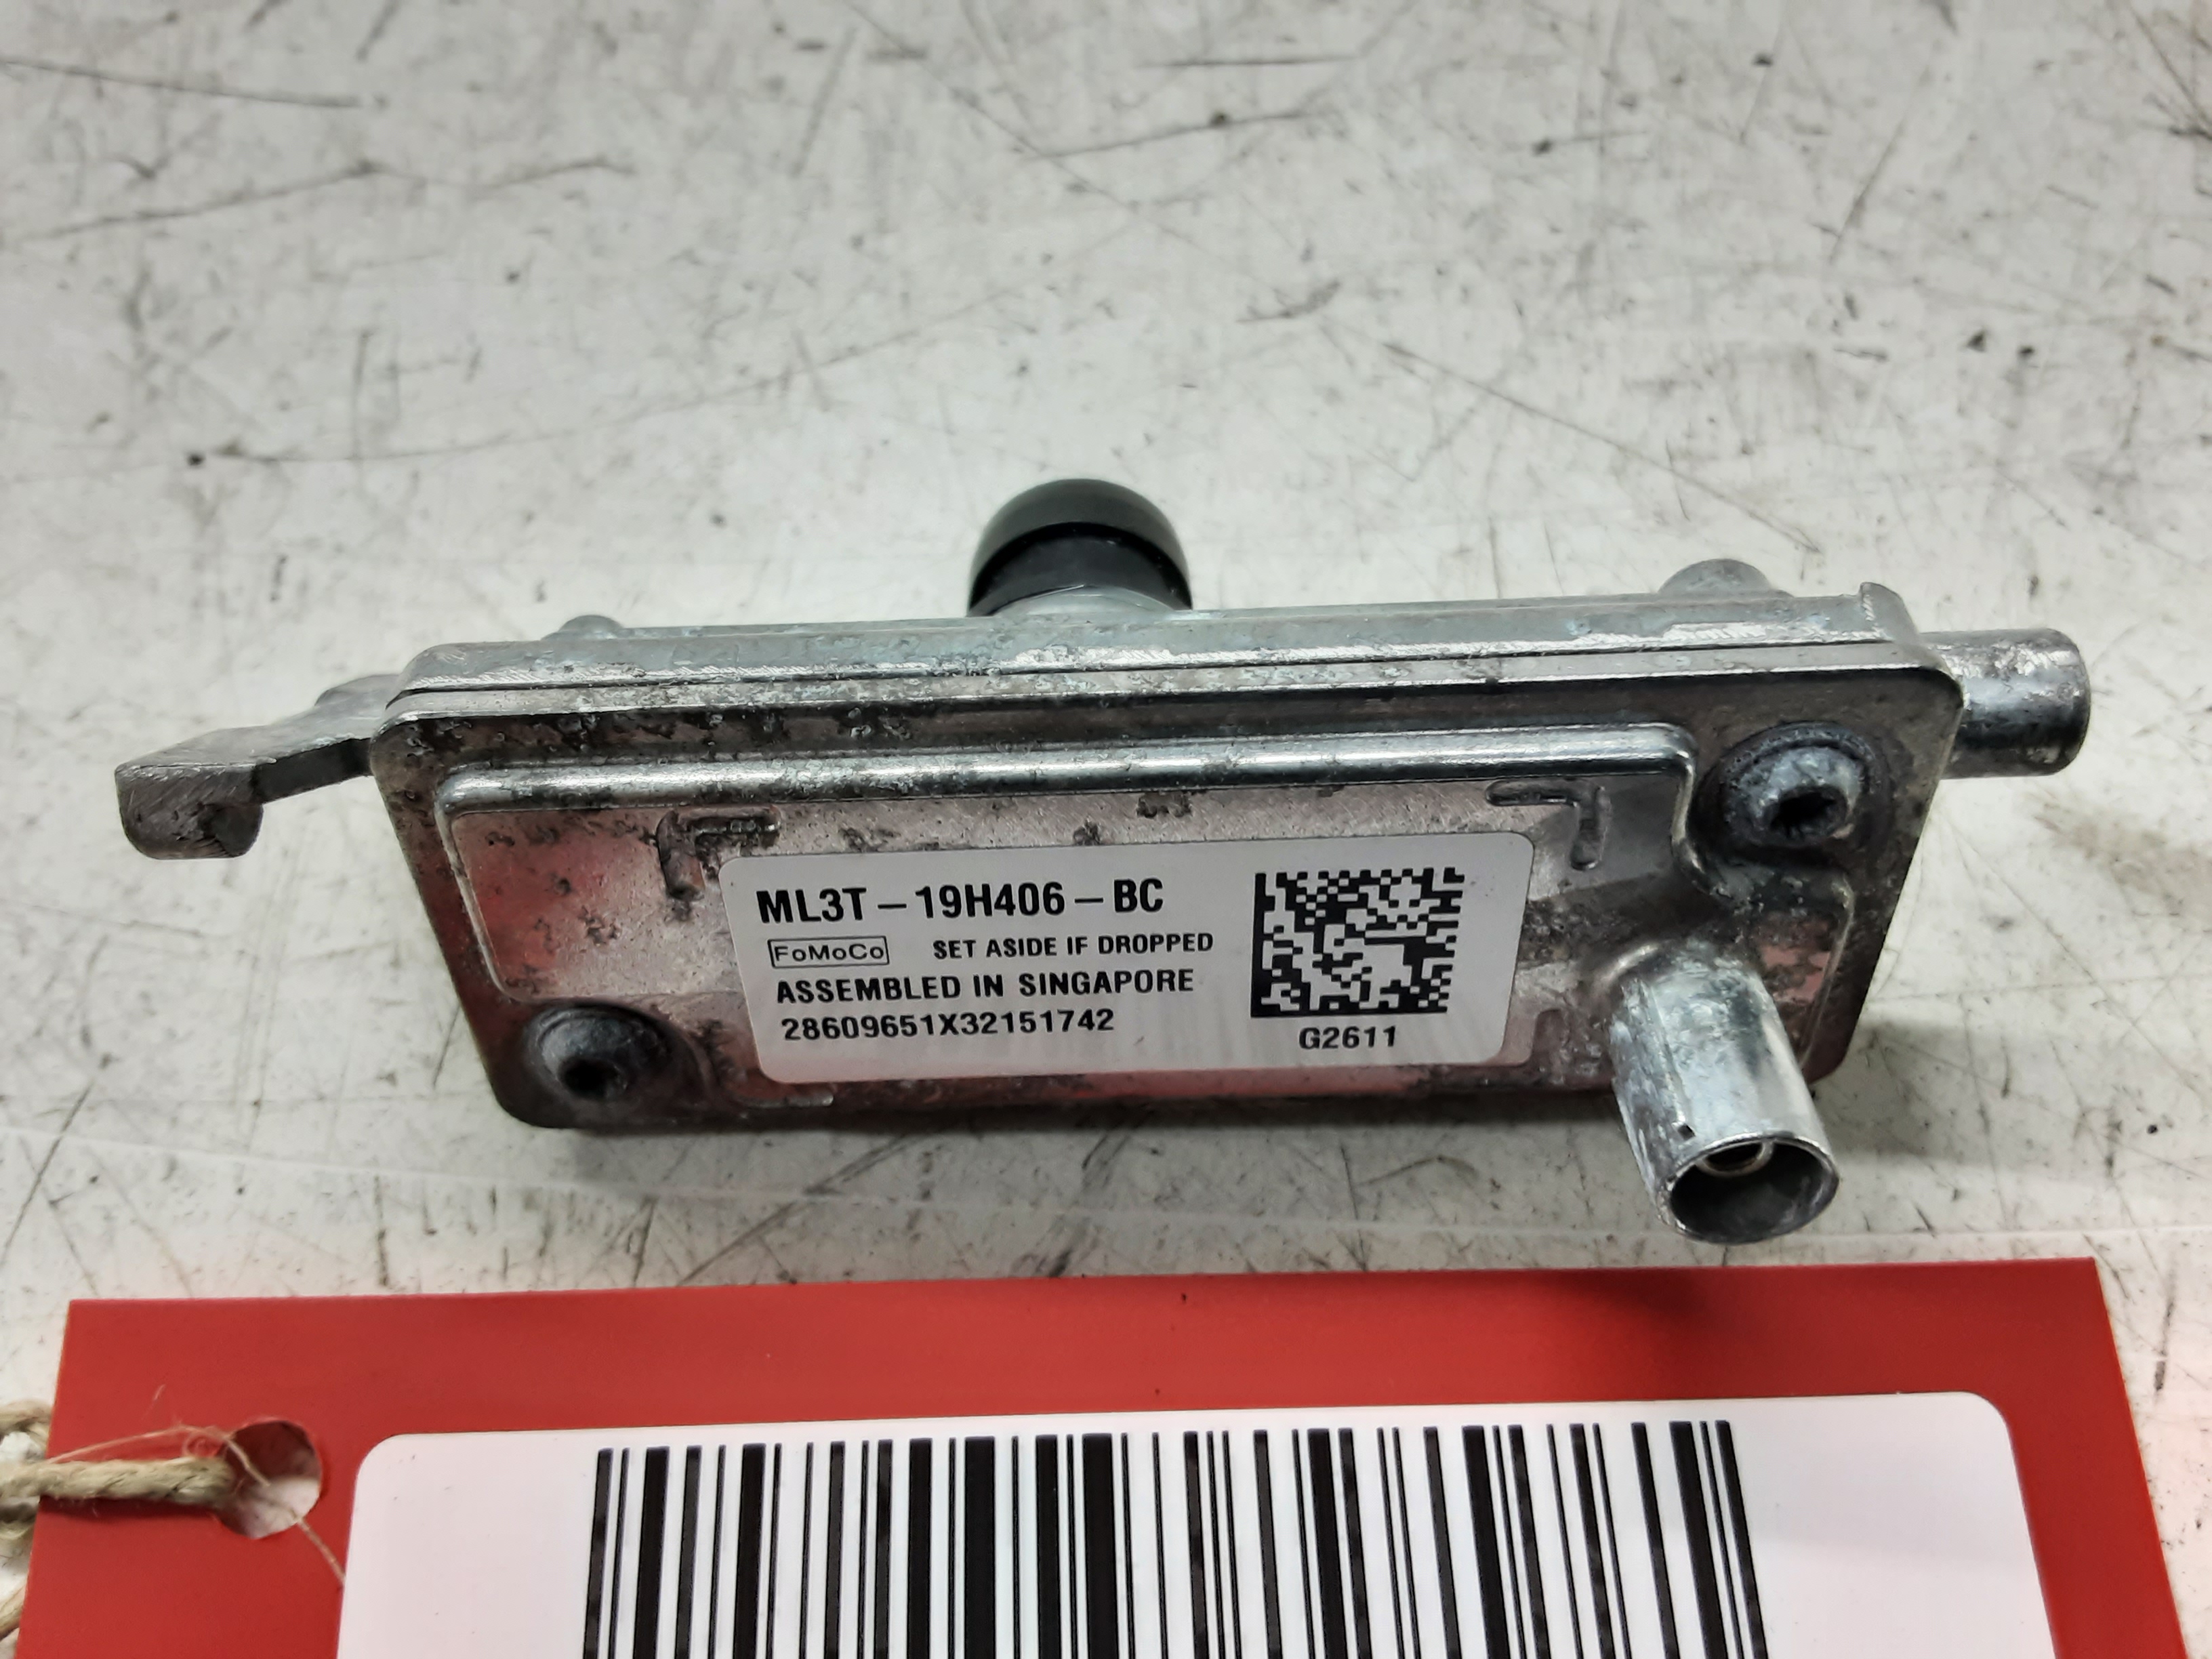 ML3T-19H406-BC
FoMoCo SET ASIDE IF DROPPED
ASSEMBLED IN SINGAPORE
28609651X32151742
G2611